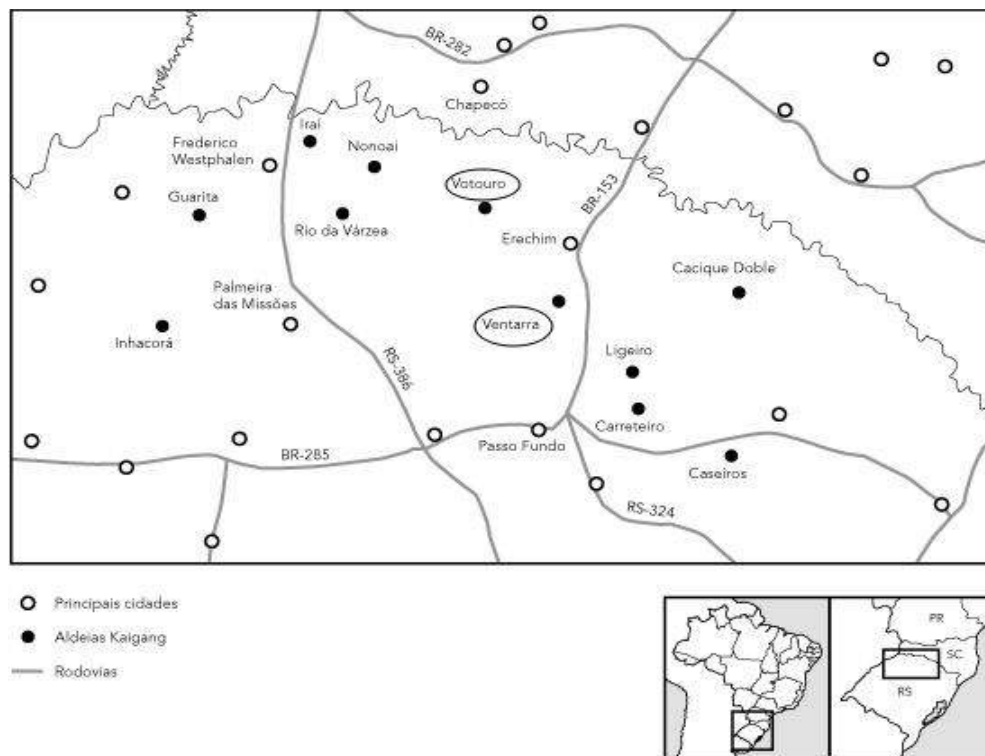 BR-282
Chapecó
Iraí
Frederico
Westphalen
Nonoai
Votouro
BR-153
Guarita
Rio da Várzea
Erechim
Cacique Doble
Palmeira
das Missões
Ventarra
Inhacorá
Ligeiro
RS-386
Carreteiro
Passo Fundo
BR-285
Caseiros
RS-324
Principais cidades
Aldeias Kaigang
Rodovias
PR
SC
RS